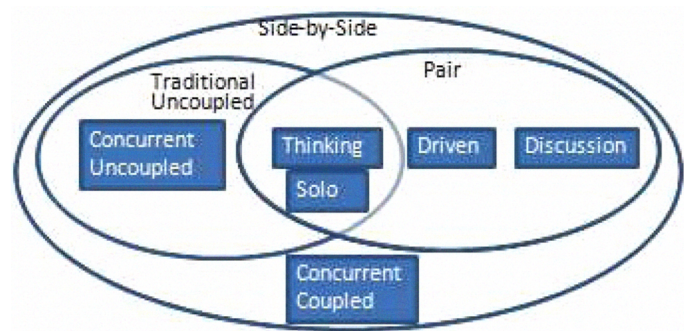 Side-by-Side
Traditional
Uncoupled
Pair
Concurrent
Uncoupled
Thinking
Solo
Driven
Discussion
Concurrent
Coupled